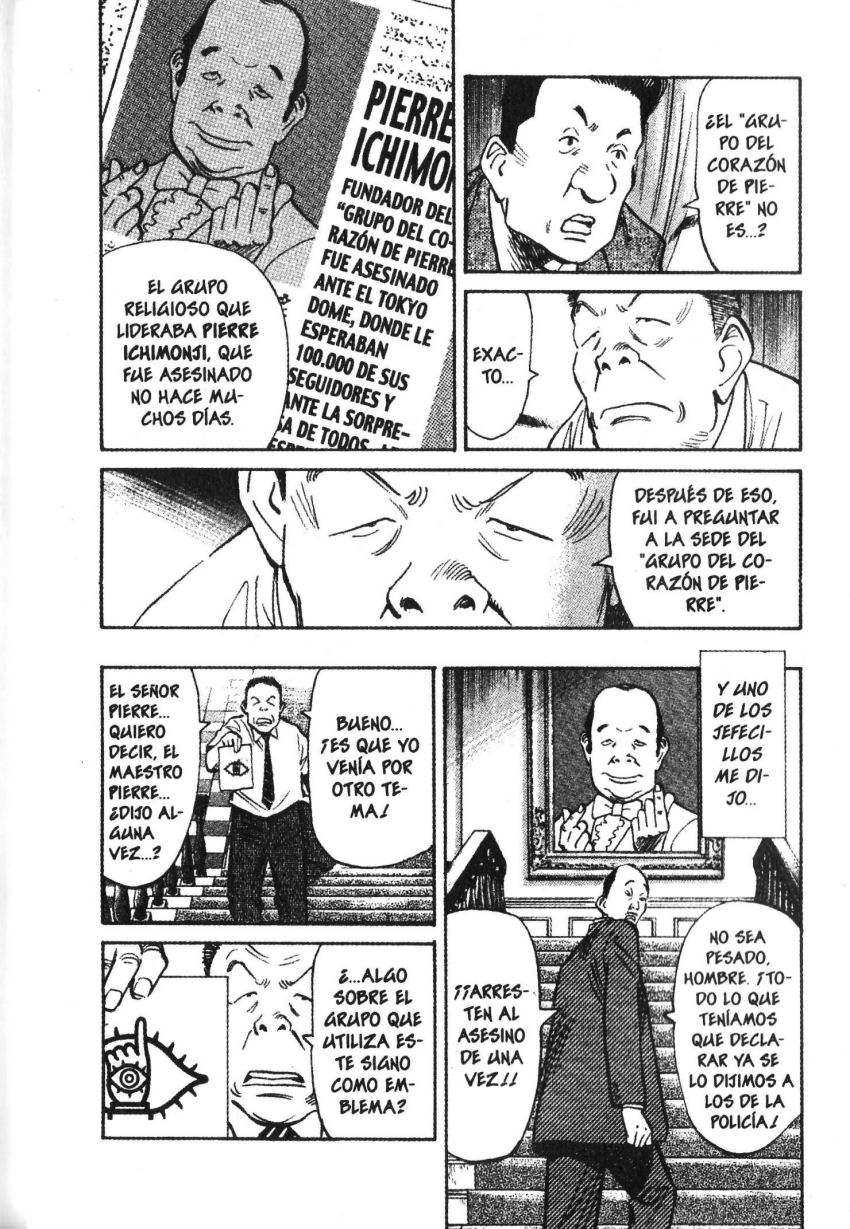 ¿EL "GRU-
PO DEL
CORAZÓN
DE PIE-
RRE" NO
ES...?
EXAC-
TO...
PIERRE
ICHIMON
FUNDADOR DEL
"GRUPO DEL CO-
RAZÓN DE PIERRE
FUE ASESINADO
ANTE EL TOKYO
DOME, DONDE LE
ESPERABAN
100.000 DE SUS
SEGUIDORES Y
ANTE LA SORPRE-
SA DE TODOS.
EL GRUPO
RELIGIOSO QUE
LIDERABA PIERRE
ICHIMONJI, QUE
FUE ASESINADO
NO HACE MU-
CHOS DÍAS.
DESPUÉS DE ESO,
FUI A PREGUNTAR
A LA SEDE DEL
"GRUPO DEL CO-
RAZÓN DE PIE-
RRE".
Y UNO
DE LOS
JEFECI-
LLOS
ME DI-
JO...
NO SEA
PESADO,
HOMBRE. ¡TO-
DO LO QUE
TENÍAMOS
QUE DECLA-
RAR YA SE
LO DIJIMOS A
LOS DE LA
POLICÍA!
¡¡ARRES-
TEN AL
ASESINO
DE UNA
VEZ!!
BUENO...
¡ES QUE YO
VENÍA POR
OTRO TE-
MA!
EL SEÑOR
PIERRE...
QUIERO
DECIR, EL
MAESTRO
PIERRE...
¿DIJO AL-
GUNA
VEZ...?
¿...ALGO
SOBRE EL
GRUPO QUE
UTILIZA ES-
TE SIGNO
COMO EM-
BLEMA?